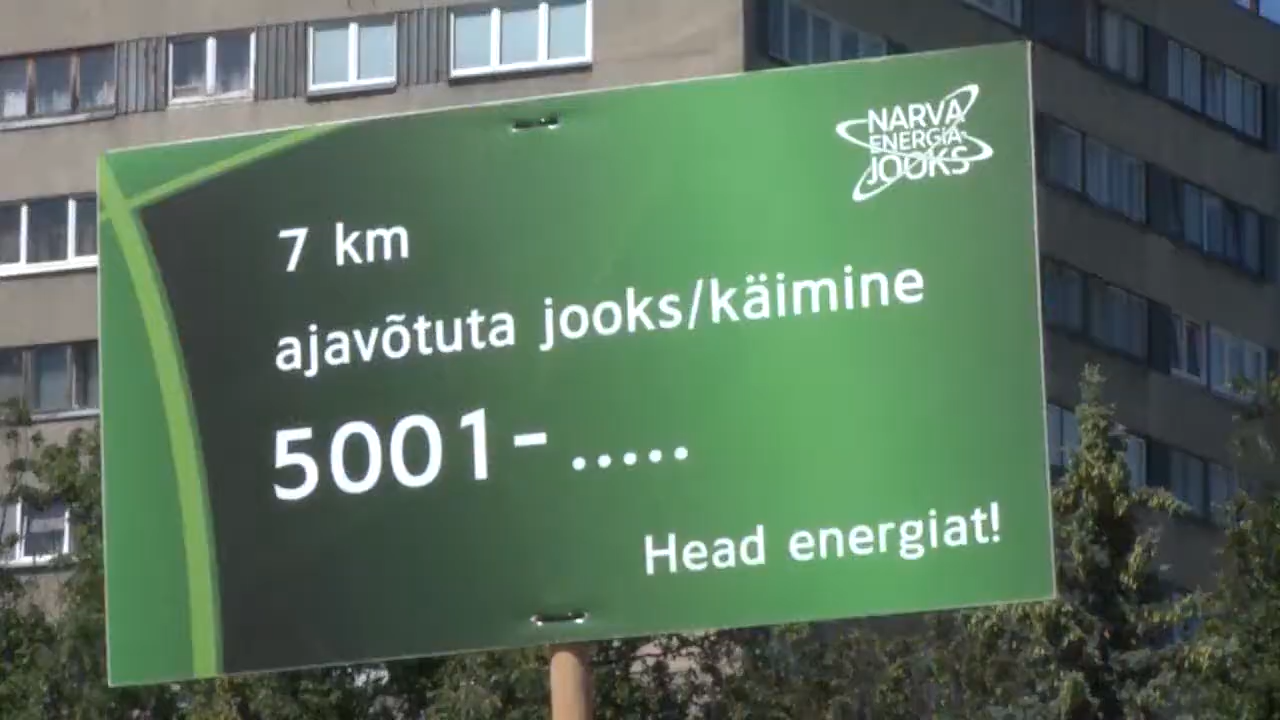 NARVA
ENERGIA
JOOKS
7 km
ajavõtuta jooks/käimine
5001-.....
Head energiat!